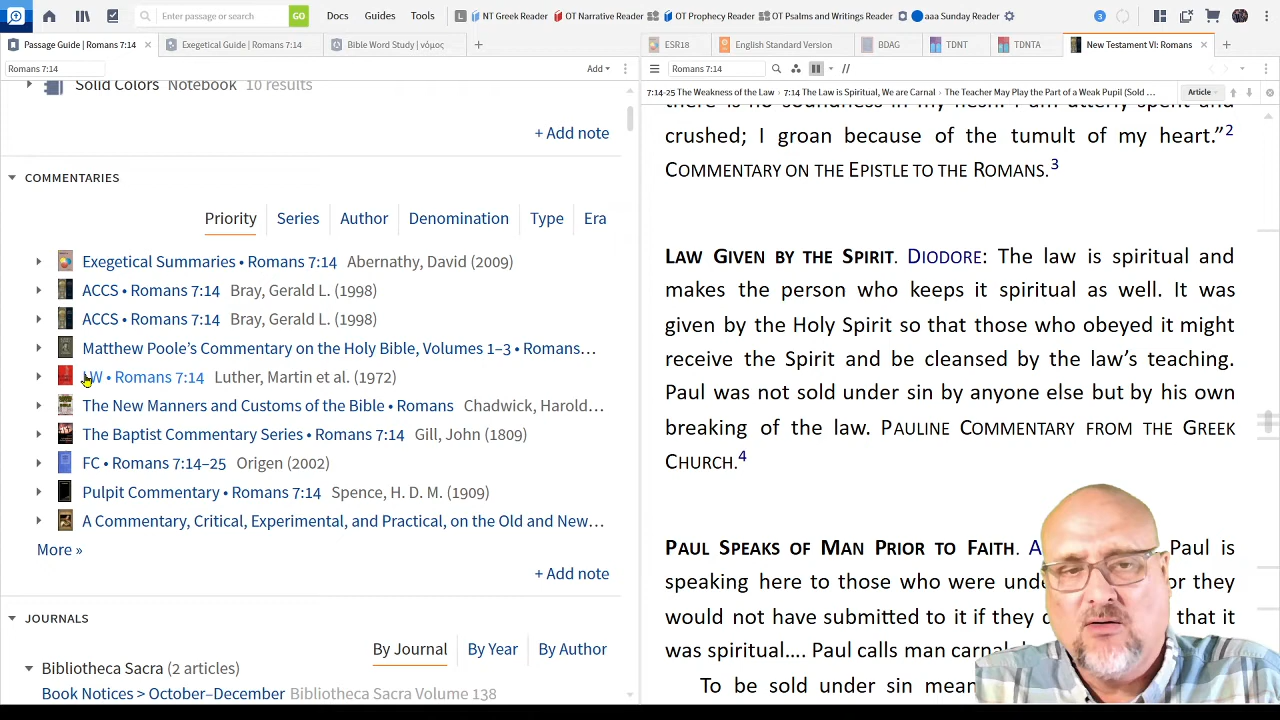 Enter passage or search
GO
Docs
Guides
Tools
L
NT Greek Reader
OT Narrative Reader
OT Prophecy Reader
OT Psalms and Writings Reader
aaa Sunday Reader
3
Passage Guide | Romans 7:14
Exegetical Guide | Romans 7:14
Bible Word Study | νόμος
Romans 7:14
Add
Solid Colors Notebook 10 results
+ Add note
COMMENTARIES
Priority Series Author Denomination Type Era
Exegetical Summaries • Romans 7:14 Abernathy, David (2009)
ACCS • Romans 7:14 Bray, Gerald L. (1998)
ACCS • Romans 7:14 Bray, Gerald L. (1998)
Matthew Poole’s Commentary on the Holy Bible, Volumes 1–3 • Romans…
LW • Romans 7:14 Luther, Martin et al. (1972)
The New Manners and Customs of the Bible • Romans Chadwick, Harold…
The Baptist Commentary Series • Romans 7:14 Gill, John (1809)
FC • Romans 7:14–25 Origen (2002)
Pulpit Commentary • Romans 7:14 Spence, H. D. M. (1909)
A Commentary, Critical, Experimental, and Practical, on the Old and New…
More »
+ Add note
JOURNALS
By Journal By Year By Author
Bibliotheca Sacra (2 articles)
Book Notices > October–December Bibliotheca Sacra Volume 138
ESR18
English Standard Version
BDAG
TDNT
TDNTA
New Testament VI: Romans
Romans 7:14
//
7:14-25 The Weakness of the Law › 7:14 The Law is Spiritual, We are Carnal › The Teacher May Play the Part of a Weak Pupil (Sold …
Article
there is no soundness in my flesh. I am utterly spent and
crushed; I groan because of the tumult of my heart.”2
COMMENTARY ON THE EPISTLE TO THE ROMANS.3
LAW GIVEN BY THE SPIRIT. DIODORE: The law is spiritual and
makes the person who keeps it spiritual as well. It was
given by the Holy Spirit so that those who obeyed it might
receive the Spirit and be cleansed by the law’s teaching.
Paul was not sold under sin by anyone else but by his own
breaking of the law. PAULINE COMMENTARY FROM THE GREEK
CHURCH.4
PAUL SPEAKS OF MAN PRIOR TO FAITH. Paul is
speaking here to those who were or they
would not have submitted to it if they that it
was spiritual…. Paul calls man
To be sold under sin